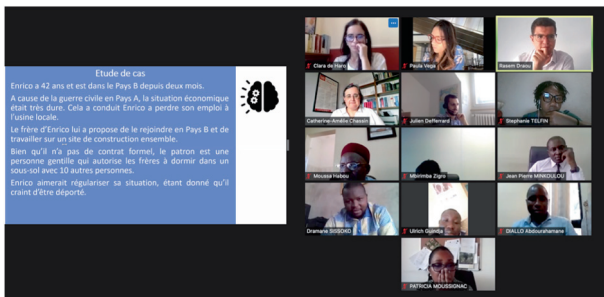 Etude de cas
Enrico a 42 ans et est dans le Pays B depuis deux mois.
A cause de la guerre civile en Pays A, la situation économique
était très dure. Cela a conduit Enrico a perdre son emploi à
l'usine locale.
Le frère d'Enrico lui a propose de le rejoindre en Pays B et de
travailler sur un site de construction ensemble.
Bien qu'il n'a pas de contrat formel, le patron est une
personne gentille qui autorise les frères à dormir dans un
sous-sol avec 10 autres personnes.
Enrico aimerait régulariser sa situation, étant donné qu'il
craint d'être déporté.
Clara de Haro
Paula Vega
Rasem Draou
Catherine-Amélie Chassin
Julien Defferrard
Stephanie TELFIN
Moussa Habou
Mbirimba Zigro
Jean Pierre MINKOULOU
Dramane SISSOKO
Ulrich Guindja
DIALLO Abdourahamane
PATRICIA MOUSSIGNAC